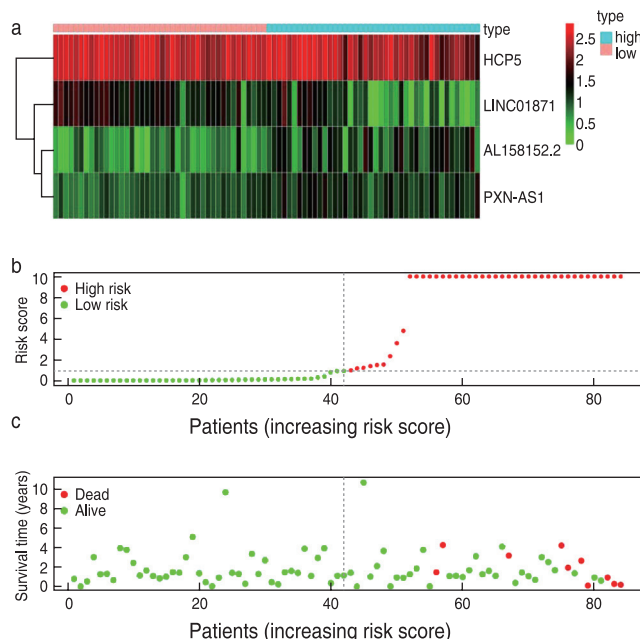 a
type
type
high
low
2.5
2
1.5
1
0.5
0
HCP5
LINC01871
AL158152.2
PXN-AS1
b
Risk score
10
8
6
4
2
0
High risk
Low risk
0 20 40 60 80
Patients (increasing risk score)
c
Survival time (years)
10
8
6
4
2
0
Dead
Alive
0 20 40 60 80
Patients (increasing risk score)